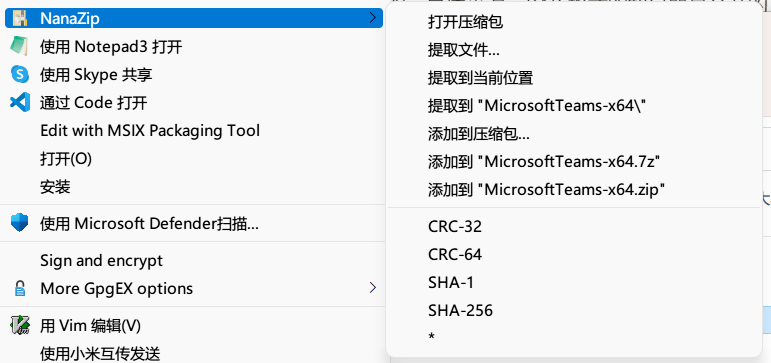 NanaZip
使用 Notepad3 打开
使用 Skype 共享
通过 Code 打开
Edit with MSIX Packaging Tool
打开(O)
安装
使用 Microsoft Defender扫描...
Sign and encrypt
More GpgEX options
用 Vim 编辑(V)
使用小米互传发送
打开压缩包
提取文件...
提取到当前位置
提取到 "MicrosoftTeams-x64\"
添加到压缩包...
添加到 "MicrosoftTeams-x64.7z"
添加到 "MicrosoftTeams-x64.zip"
CRC-32
CRC-64
SHA-1
SHA-256
*